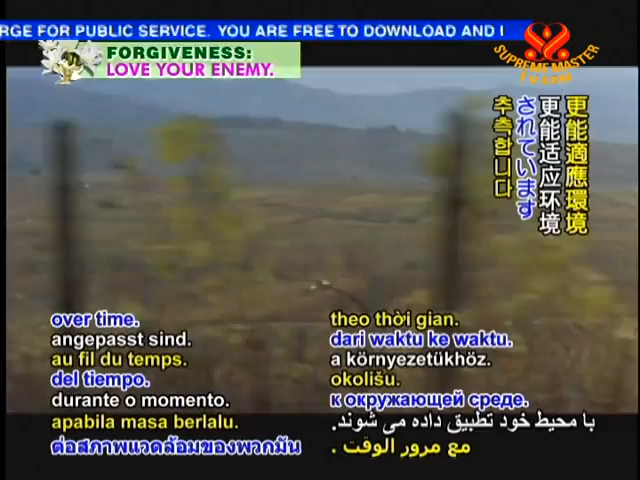 RGE FOR PUBLIC SERVICE. YOU ARE FREE TO DOWNLOAD AND
FORGIVENESS:
LOVE YOUR ENEMY.
SUPREME MASTER
更能適應環境
更能适应环境
されています
추측합니다
over time.
angepasst sind.
au fil du temps.
del tiempo.
durante o momento.
apabila masa berlalu.
ต่อสภาพแวดล้อมของพวกมัน
theo thời gian.
dari waktu ke waktu.
a környezetükhöz.
okolišu.
к окружающей среде.
با محیط خود تطبیق داده می شوند.
مع مرور الوقت .